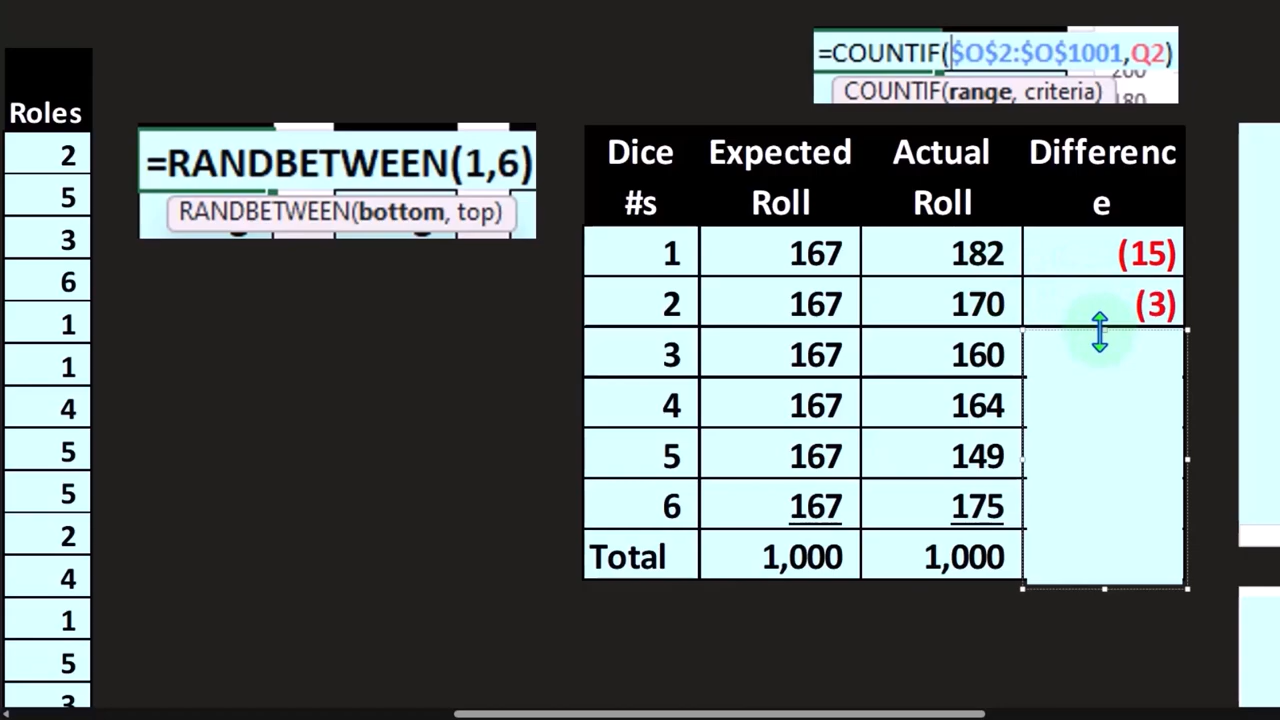 =COUNTIF($O$2:$O$1001,Q2)
COUNTIF(range, criteria)
Roles
2
5
3
6
1
1
4
5
5
2
4
1
5
3
=RANDBETWEEN(1,6)
RANDBETWEEN(bottom, top)
Dice Expected Actual Differenc
#s Roll Roll e
1 167 182 (15)
2 167 170 (3)
3 167 160
4 167 164
5 167 149
6 167 175
Total 1,000 1,000